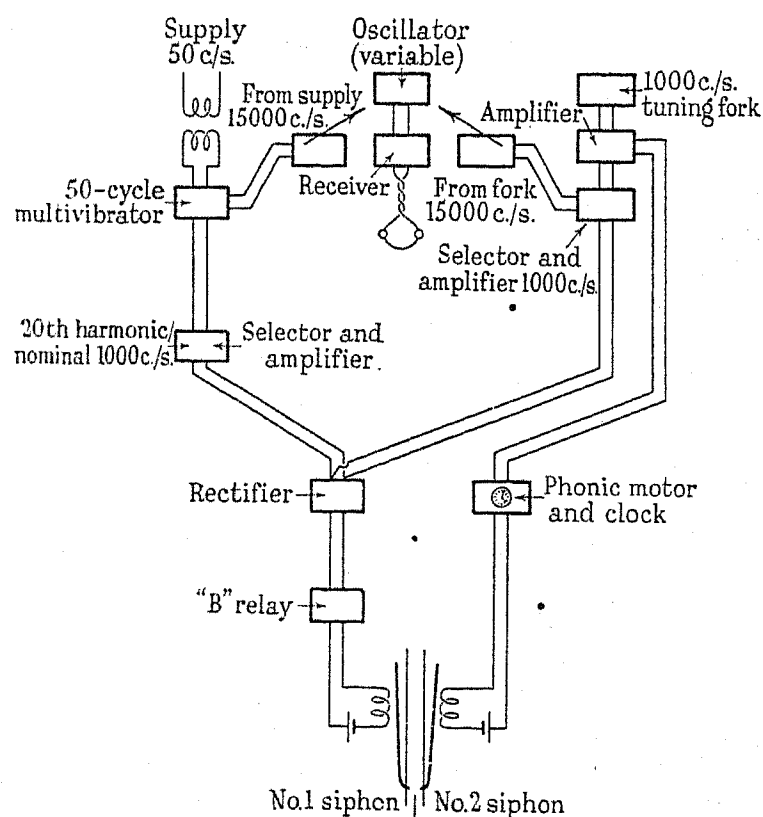 Supply
50 c/s.
Oscillator
(variable)
From supply
15000 c./s.
1000 c./s.
tuning fork
Amplifier
Receiver
From fork
15000 c./s.
50-cycle
multivibrator
Selector and
amplifier 1000 c./s.
20th harmonic/
nominal 1000 c./s.
Selector and
amplifier.
Rectifier
Phonic motor
and clock
"B" relay
No.1 siphon
No.2 siphon